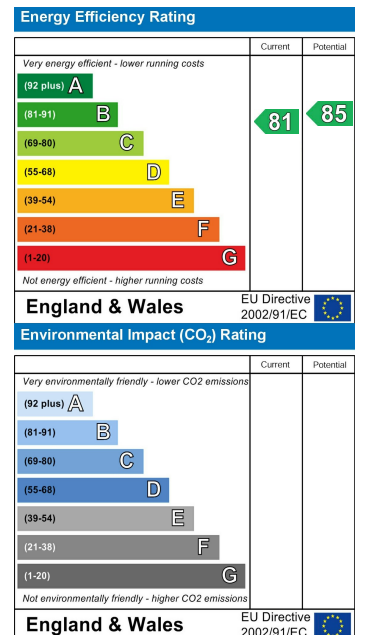 Energy Efficiency Rating
Current Potential
Very energy efficient - lower running costs
(92 plus) A
(81-91) B
81 85
(69-80) C
(55-68) D
(39-54) E
(21-38) F
(1-20) G
Not energy efficient - higher running costs
England & Wales
EU Directive
2002/91/EC
Environmental Impact (CO₂) Rating
Current Potential
Very environmentally friendly - lower CO2 emissions
(92 plus) A
(81-91) B
(69-80) C
(55-68) D
(39-54) E
(21-38) F
(1-20) G
Not environmentally friendly - higher CO2 emissions
England & Wales
EU Directive
2002/91/EC